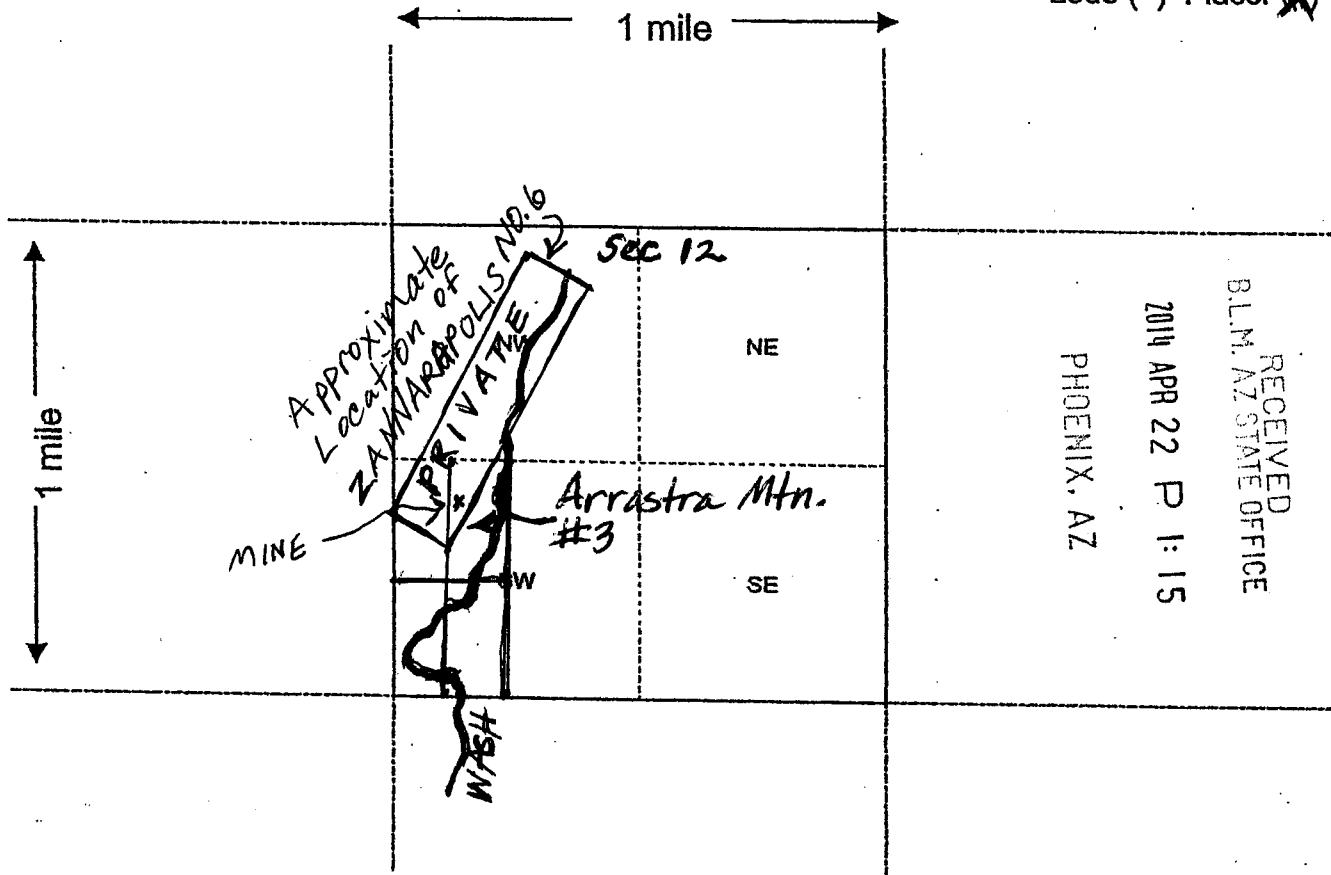 1 mile
Sec 12
Approximate
Location of
ZANNARAPOLIS NO. 6
PRIVATE
NW
NE
1 mile
Arrastra Mtn.
#3
MINE
SW
SE
WASH
RECEIVED
B.L.M. AZ STATE OFFICE
2014 APR 22 P 1:15
PHOENIX, AZ